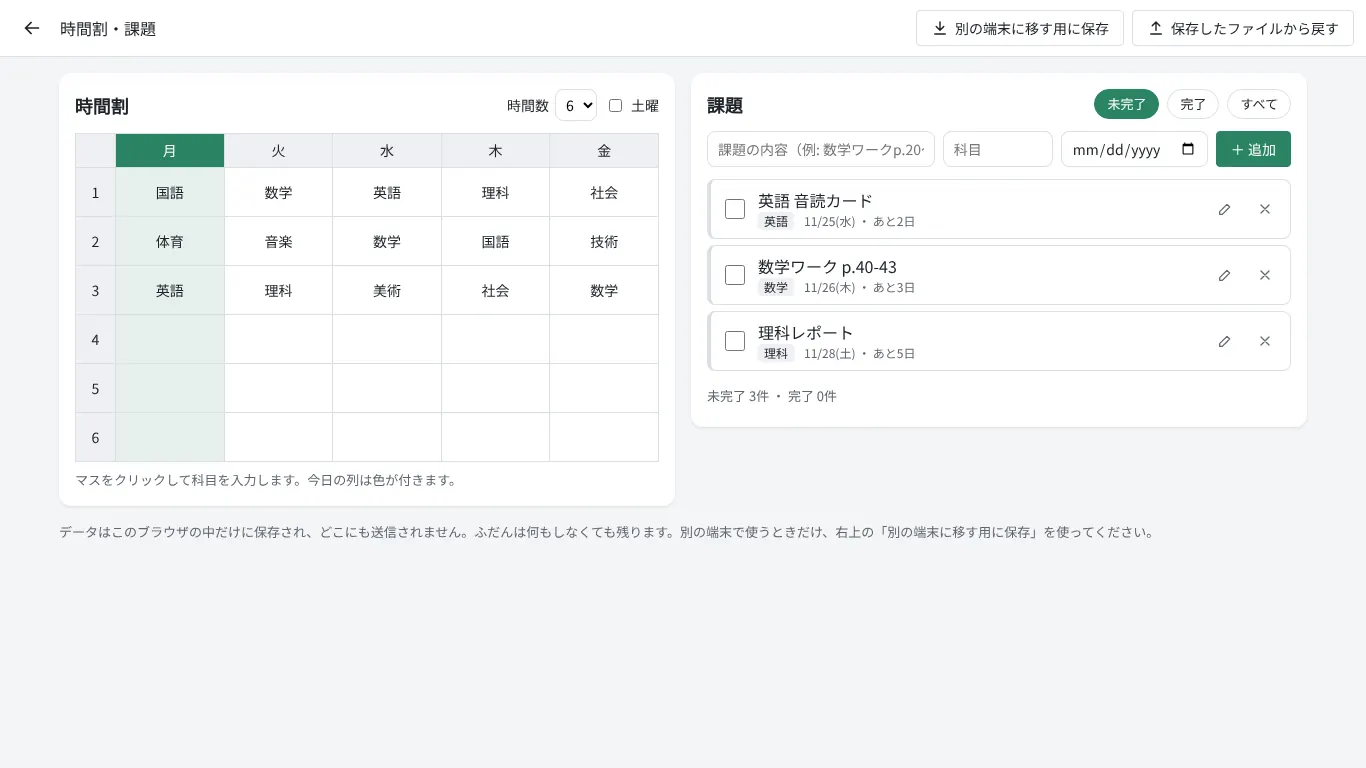 時間割・課題
別の端末に移す用に保存
保存したファイルから戻す
時間割
時間数 6 土曜
月 火 水 木 金
1 国語 数学 英語 理科 社会
2 体育 音楽 数学 国語 技術
3 英語 理科 美術 社会 数学
4
5
6
マスをクリックして科目を入力します。今日の列は色が付きます。
課題
未完了 完了 すべて
課題の内容（例: 数学ワークp.20- 科目 mm/dd/yyyy ＋追加
英語 音読カード
英語 11/25(水) ・ あと2日
数学ワーク p.40-43
数学 11/26(木) ・ あと3日
理科レポート
理科 11/28(土) ・ あと5日
未完了 3件 ・ 完了 0件
データはこのブラウザの中だけに保存され、どこにも送信されません。ふだんは何もしなくても残ります。別の端末で使うときだけ、右上の「別の端末に移す用に保存」を使ってください。